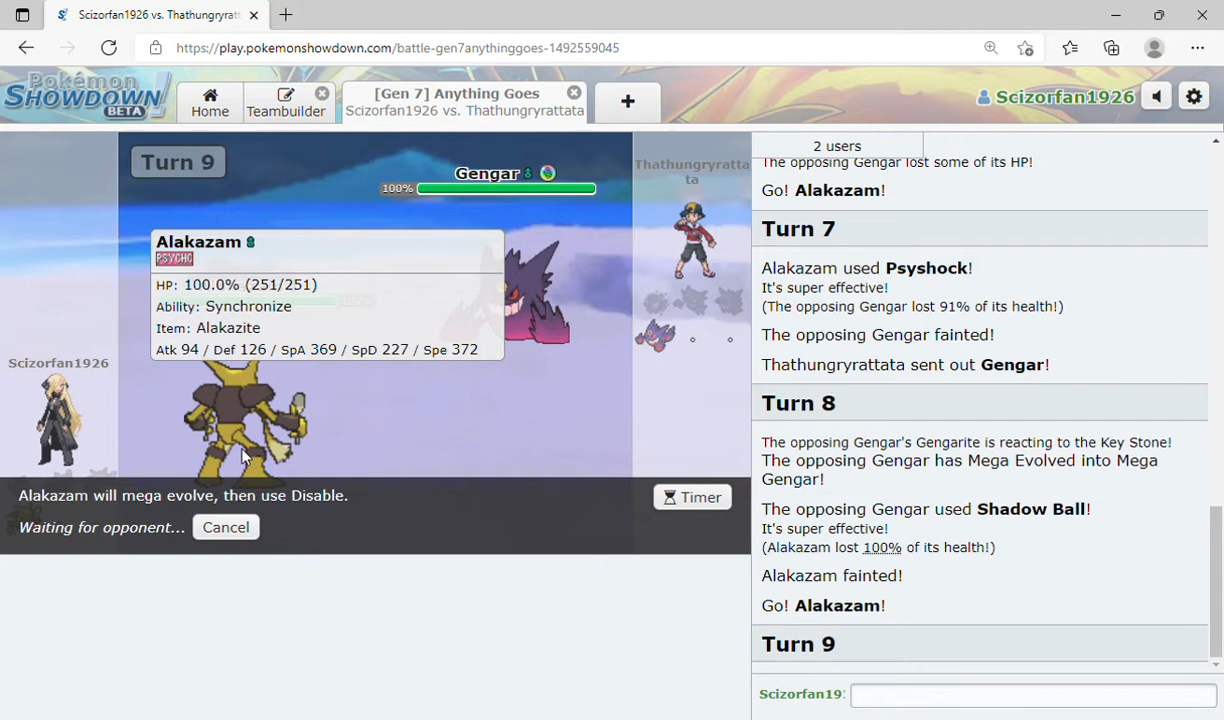 Scizorfan1926 vs. Thathungryratt
https://play.pokemonshowdown.com/battle-gen7anythinggoes-1492559045
Pokémon
SHOWDOWN
BETA
Home
Teambuilder
[Gen 7] Anything Goes
Scizorfan1926 vs. Thathungryrattata
Scizorfan1926
Turn 9
Gengar
100%
Thathungryratta
ta
Alakazam
PSYCHC
HP: 100.0% (251/251)
Ability: Synchronize
Item: Alakazite
Atk 94 / Def 126 / SpA 369 / SpD 227 / Spe 372
Scizorfan1926
Alakazam will mega evolve, then use Disable.
Waiting for opponent...
Cancel
Timer
2 users
The opposing Gengar lost some of its HP!
Go! Alakazam!
Turn 7
Alakazam used Psyshock!
It's super effective!
(The opposing Gengar lost 91% of its health!)
The opposing Gengar fainted!
Thathungryrattata sent out Gengar!
Turn 8
The opposing Gengar's Gengarite is reacting to the Key Stone!
The opposing Gengar has Mega Evolved into Mega
Gengar!
The opposing Gengar used Shadow Ball!
It's super effective!
(Alakazam lost 100% of its health!)
Alakazam fainted!
Go! Alakazam!
Turn 9
Scizorfan19: